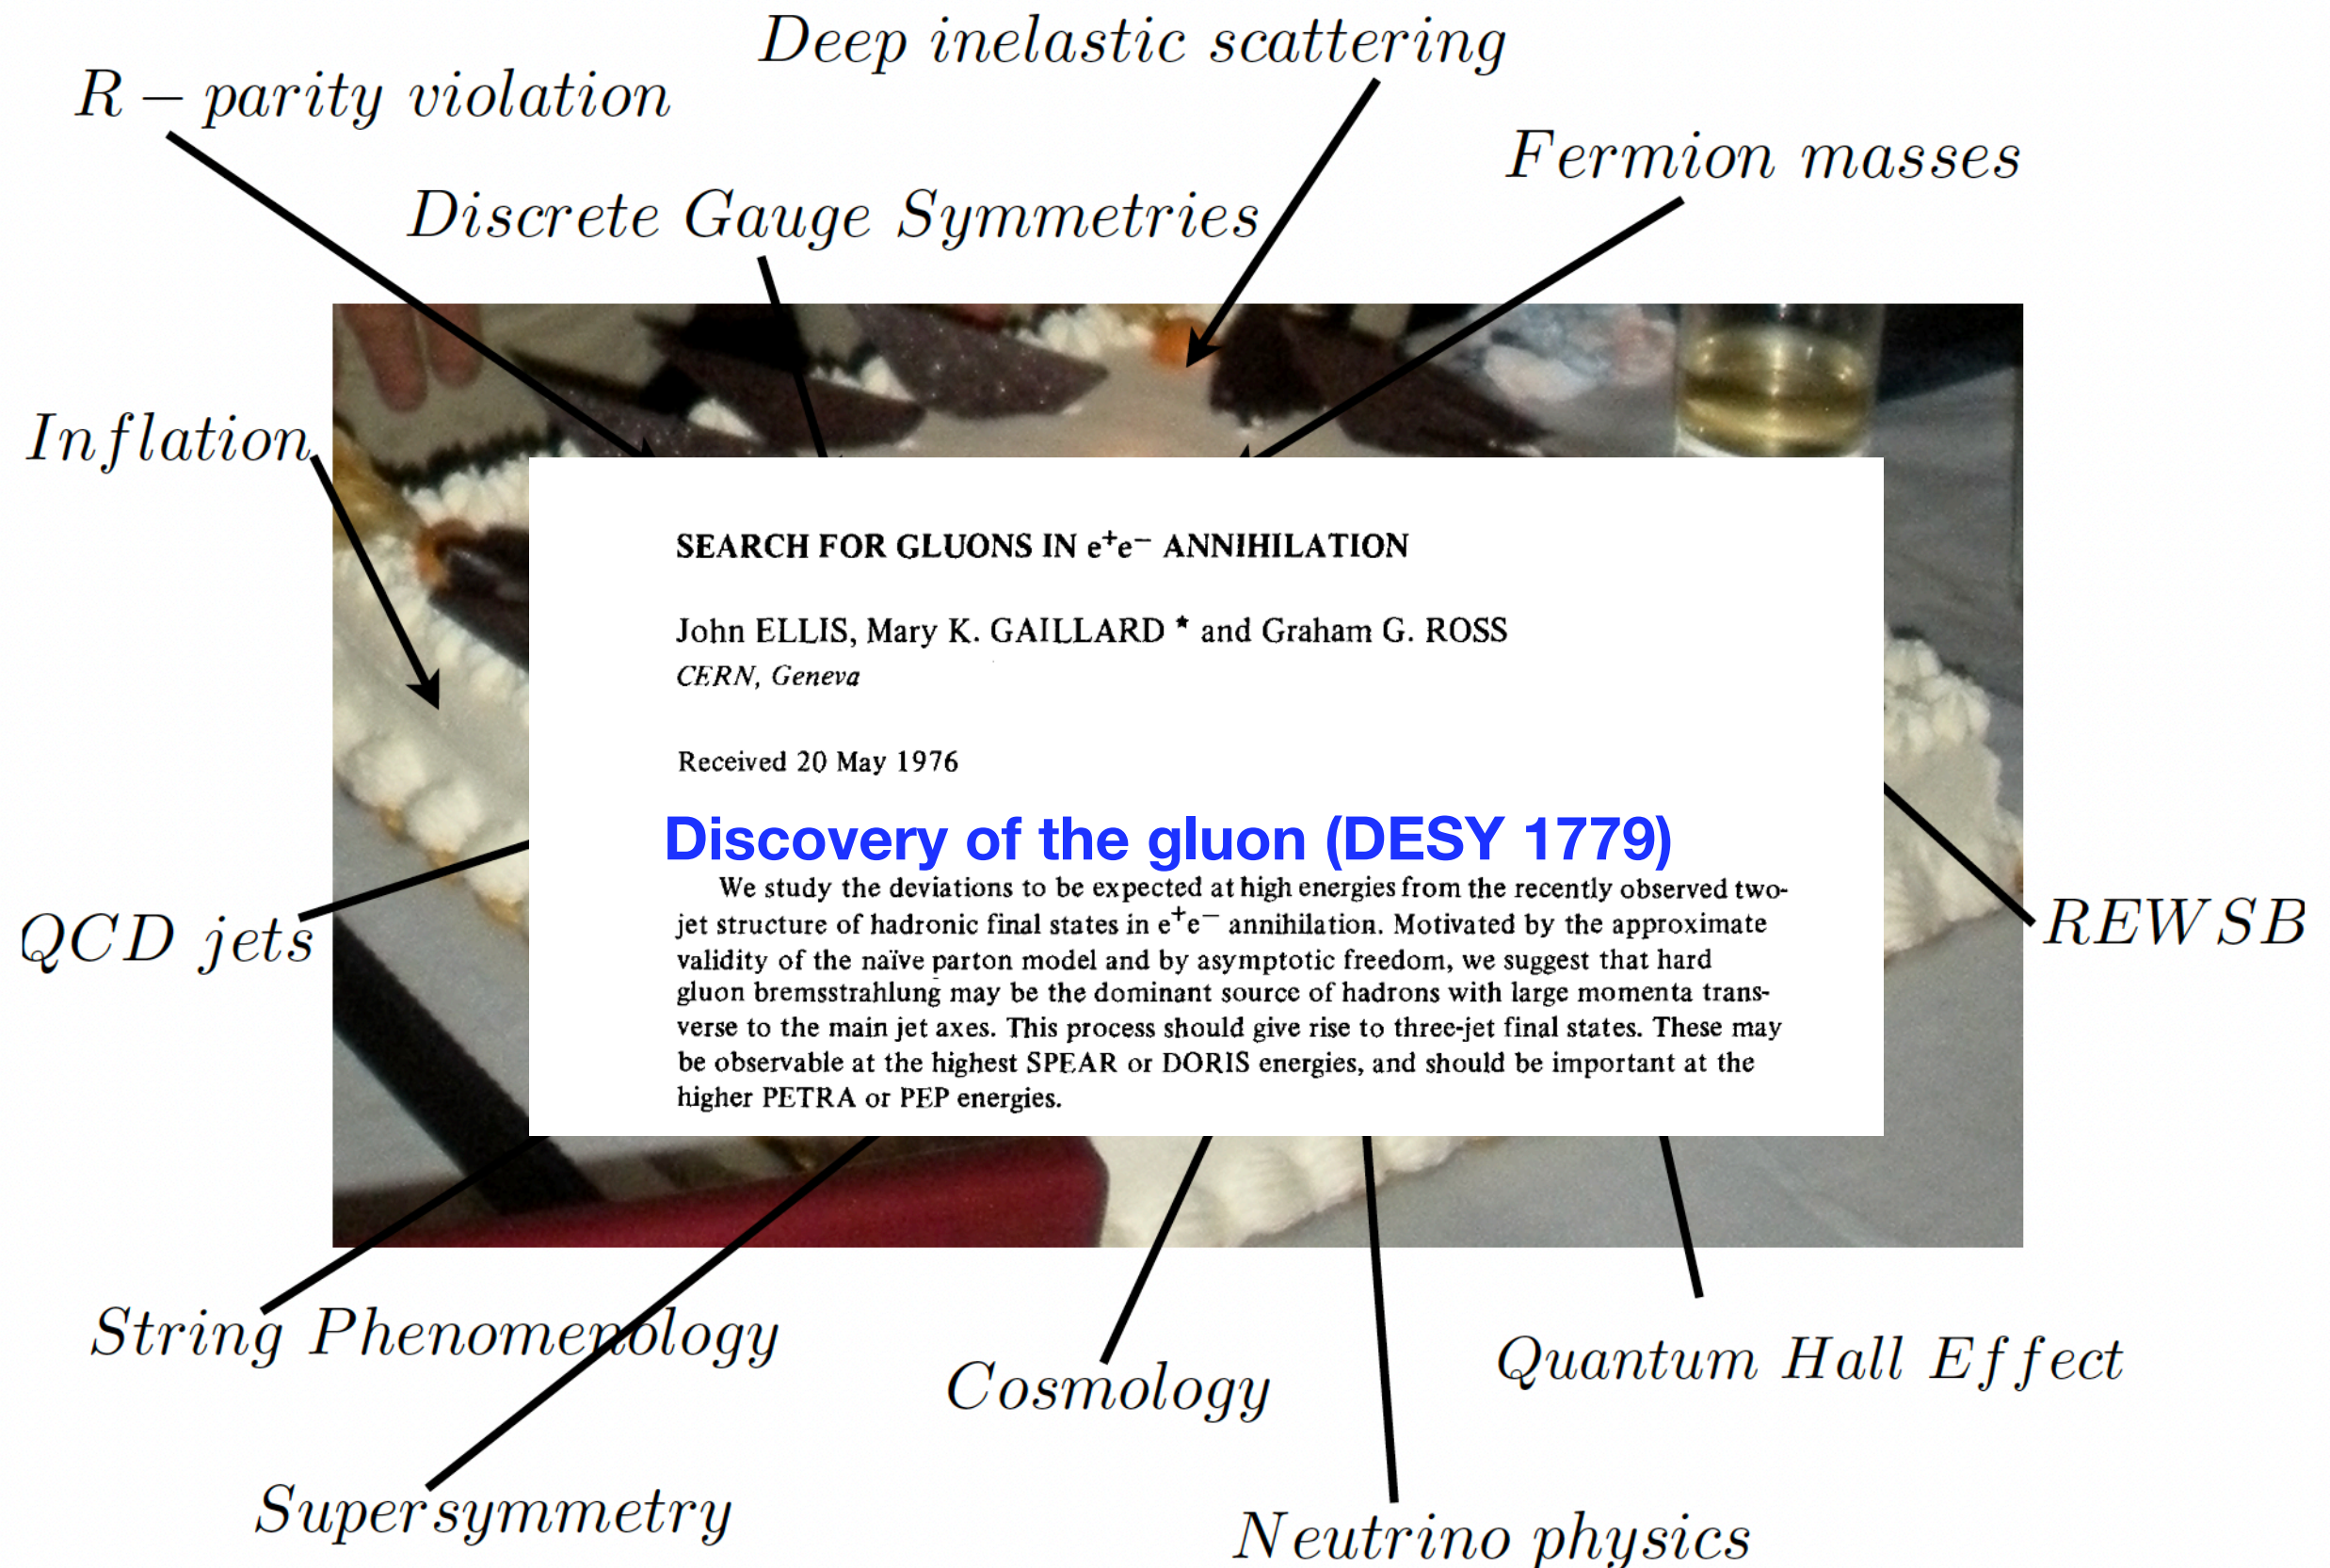 Deep inelastic scattering
R – parity violation
Fermion masses
Discrete Gauge Symmetries
Inflation
SEARCH FOR GLUONS IN e⁺e⁻ ANNIHILATION
John ELLIS, Mary K. GAILLARD * and Graham G. ROSS
CERN, Geneva
Received 20 May 1976
Discovery of the gluon (DESY 1779)
We study the deviations to be expected at high energies from the recently observed two-
jet structure of hadronic final states in e⁺e⁻ annihilation. Motivated by the approximate
validity of the naïve parton model and by asymptotic freedom, we suggest that hard
gluon bremsstrahlung may be the dominant source of hadrons with large momenta trans-
verse to the main jet axes. This process should give rise to three-jet final states. These may
be observable at the highest SPEAR or DORIS energies, and should be important at the
higher PETRA or PEP energies.
QCD jets
REWSB
String Phenomenology
Quantum Hall Effect
Cosmology
Supersymmetry
Neutrino physics